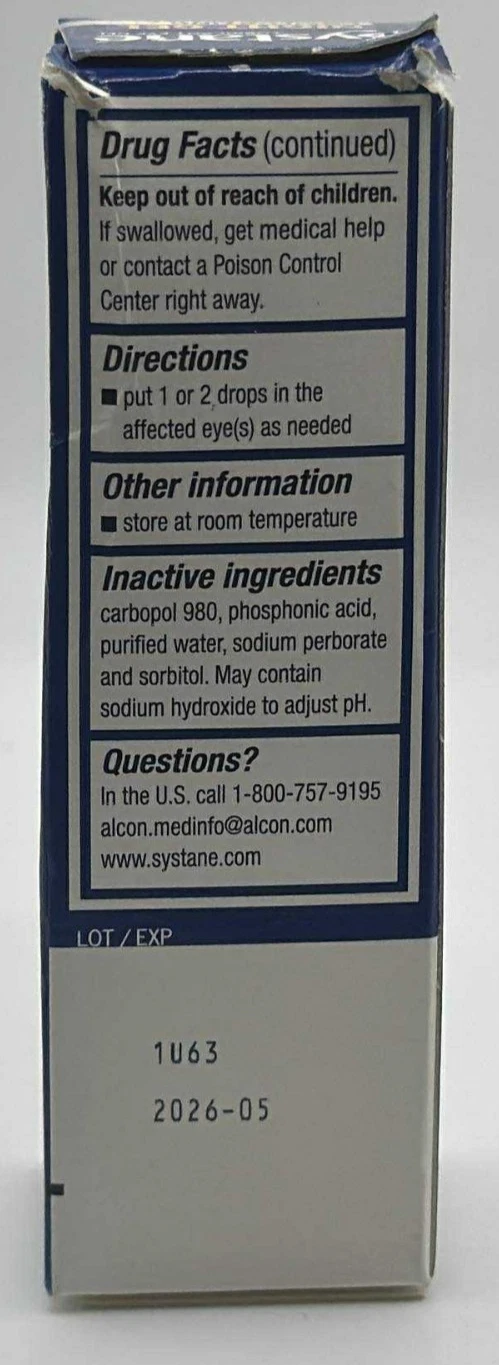 Systane
Drug Facts (continued)
Keep out of reach of children.
If swallowed, get medical help
or contact a Poison Control
Center right away.
Directions
■ put 1 or 2 drops in the
affected eye(s) as needed
Other information
■ store at room temperature
Inactive ingredients
carbopol 980, phosphonic acid,
purified water, sodium perborate
and sorbitol. May contain
sodium hydroxide to adjust pH.
Questions?
In the U.S. call 1-800-757-9195
alcon.medinfo@alcon.com
www.systane.com
LOT / EXP
1U63
2026-05